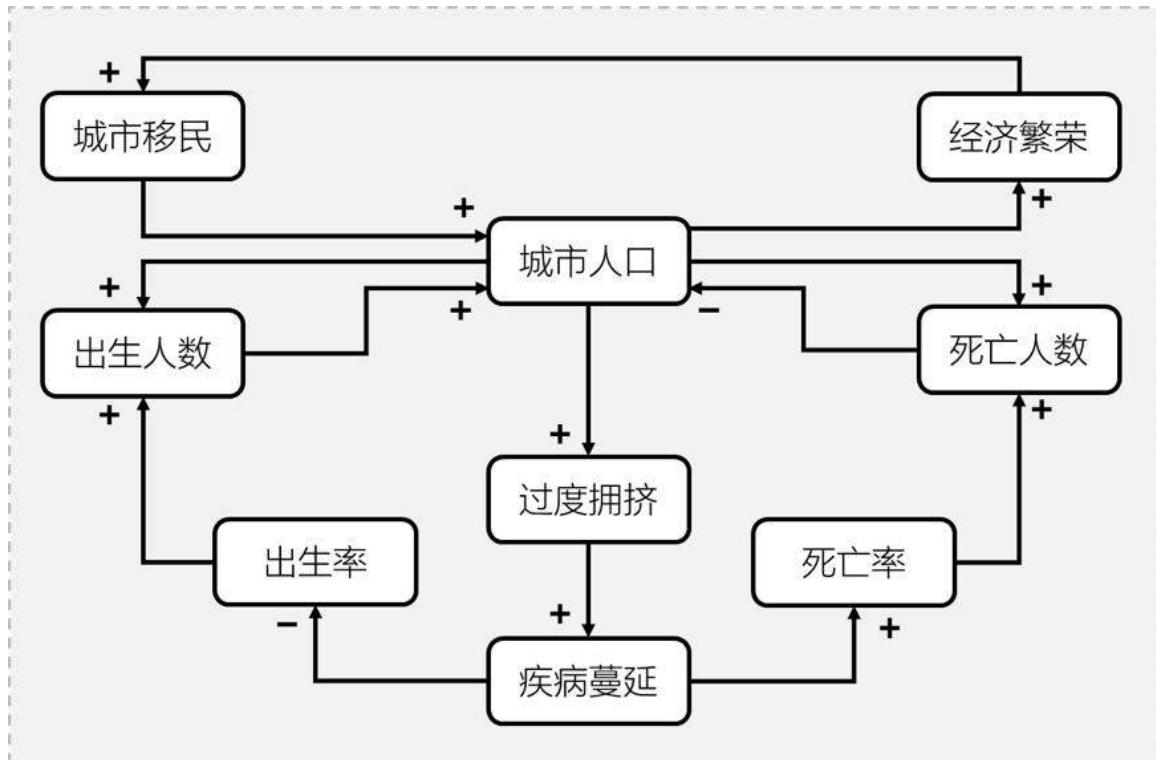 +
城市移民
经济繁荣
+
+
城市人口
+
+
+
−
出生人数
死亡人数
+
+
+
过度拥挤
出生率
死亡率
−
+
+
疾病蔓延